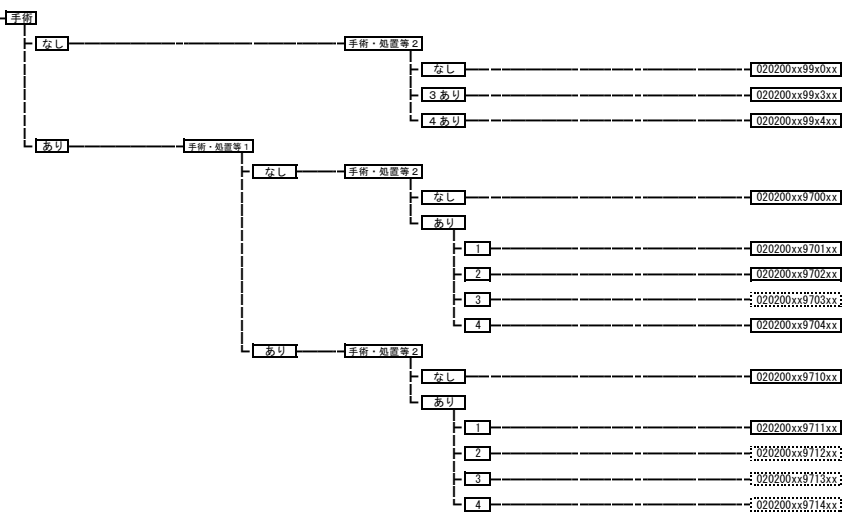 手術
なし 手術・処置等2
なし 020200xx99x0xx
3あり 020200xx99x3xx
4あり 020200xx99x4xx
あり 手術・処置等1
なし 手術・処置等2
なし 020200xx9700xx
あり
1 020200xx9701xx
2 020200xx9702xx
3 020200xx9703xx
4 020200xx9704xx
あり 手術・処置等2
なし 020200xx9710xx
あり
1 020200xx9711xx
2 020200xx9712xx
3 020200xx9713xx
4 020200xx9714xx